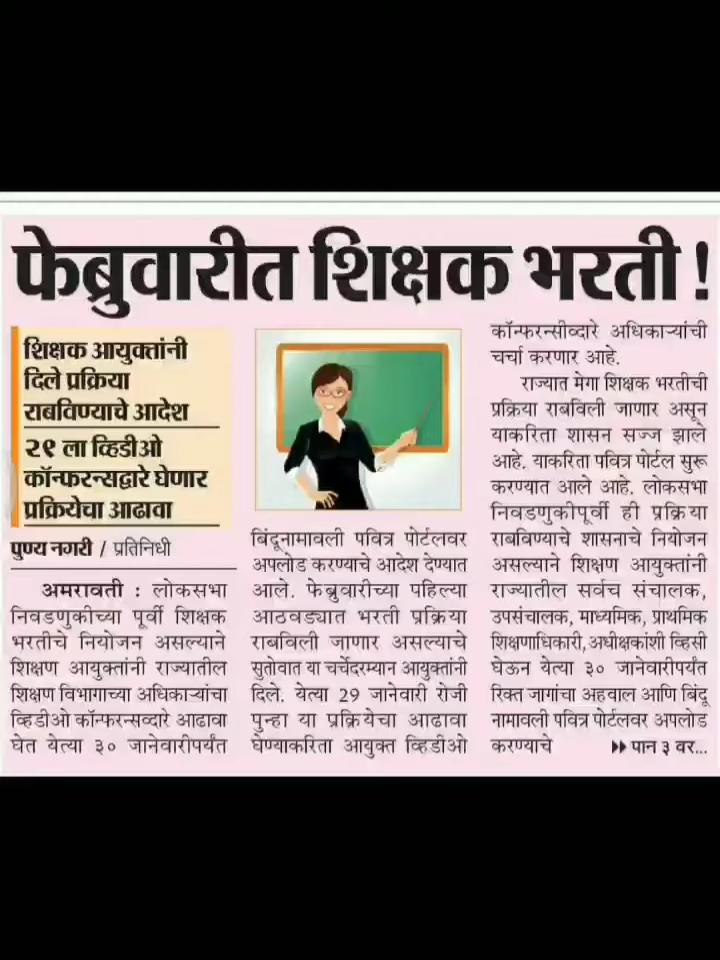 फेब्रुवारीत शिक्षक भरती !
शिक्षक आयुक्तांनी
दिले प्रक्रिया
राबविण्याचे आदेश
२९ ला व्हिडीओ
कॉन्फरन्सद्वारे घेणार
प्रक्रियेचा आढावा
पुण्य नगरी / प्रतिनिधी
अमरावती : लोकसभा
निवडणुकीच्या पूर्वी शिक्षक
भरतीचे नियोजन असल्याने
शिक्षण आयुक्तांनी राज्यातील
शिक्षण विभागाच्या अधिकाऱ्यांचा
व्हिडीओ कॉन्फरन्सव्दारे आढावा
घेत येत्या ३० जानेवारीपर्यंत
बिंदूनामावली पवित्र पोर्टलवर
अपलोड करण्याचे आदेश देण्यात
आले. फेब्रुवारीच्या पहिल्या
आठवड्यात भरती प्रक्रिया
राबविली जाणार असल्याचे
सुतोवात या चर्चेदरम्यान आयुक्तांनी
दिले. येत्या 29 जानेवारी रोजी
पुन्हा या प्रक्रियेचा आढावा
घेण्याकरिता आयुक्त व्हिडीओ
कॉन्फरन्सीव्दारे अधिकाऱ्यांची
चर्चा करणार आहे.
राज्यात मेगा शिक्षक भरतीची
प्रक्रिया राबविली जाणार असून
याकरिता शासन सज्ज झाले
आहे. याकरिता पवित्र पोर्टल सुरू
करण्यात आले आहे. लोकसभा
निवडणुकीपूर्वी ही प्रक्रिया
राबविण्याचे शासनाचे नियोजन
असल्याने शिक्षण आयुक्तांनी
राज्यातील सर्वच संचालक,
उपसंचालक, माध्यमिक, प्राथमिक
शिक्षणाधिकारी, अधीक्षकांशी व्हिसी
घेऊन येत्या ३० जानेवारीपर्यंत
रिक्त जागांचा अहवाल आणि बिंदू
नामावली पवित्र पोर्टलवर अपलोड
करण्याचे ▸▸ पान ३ वर...